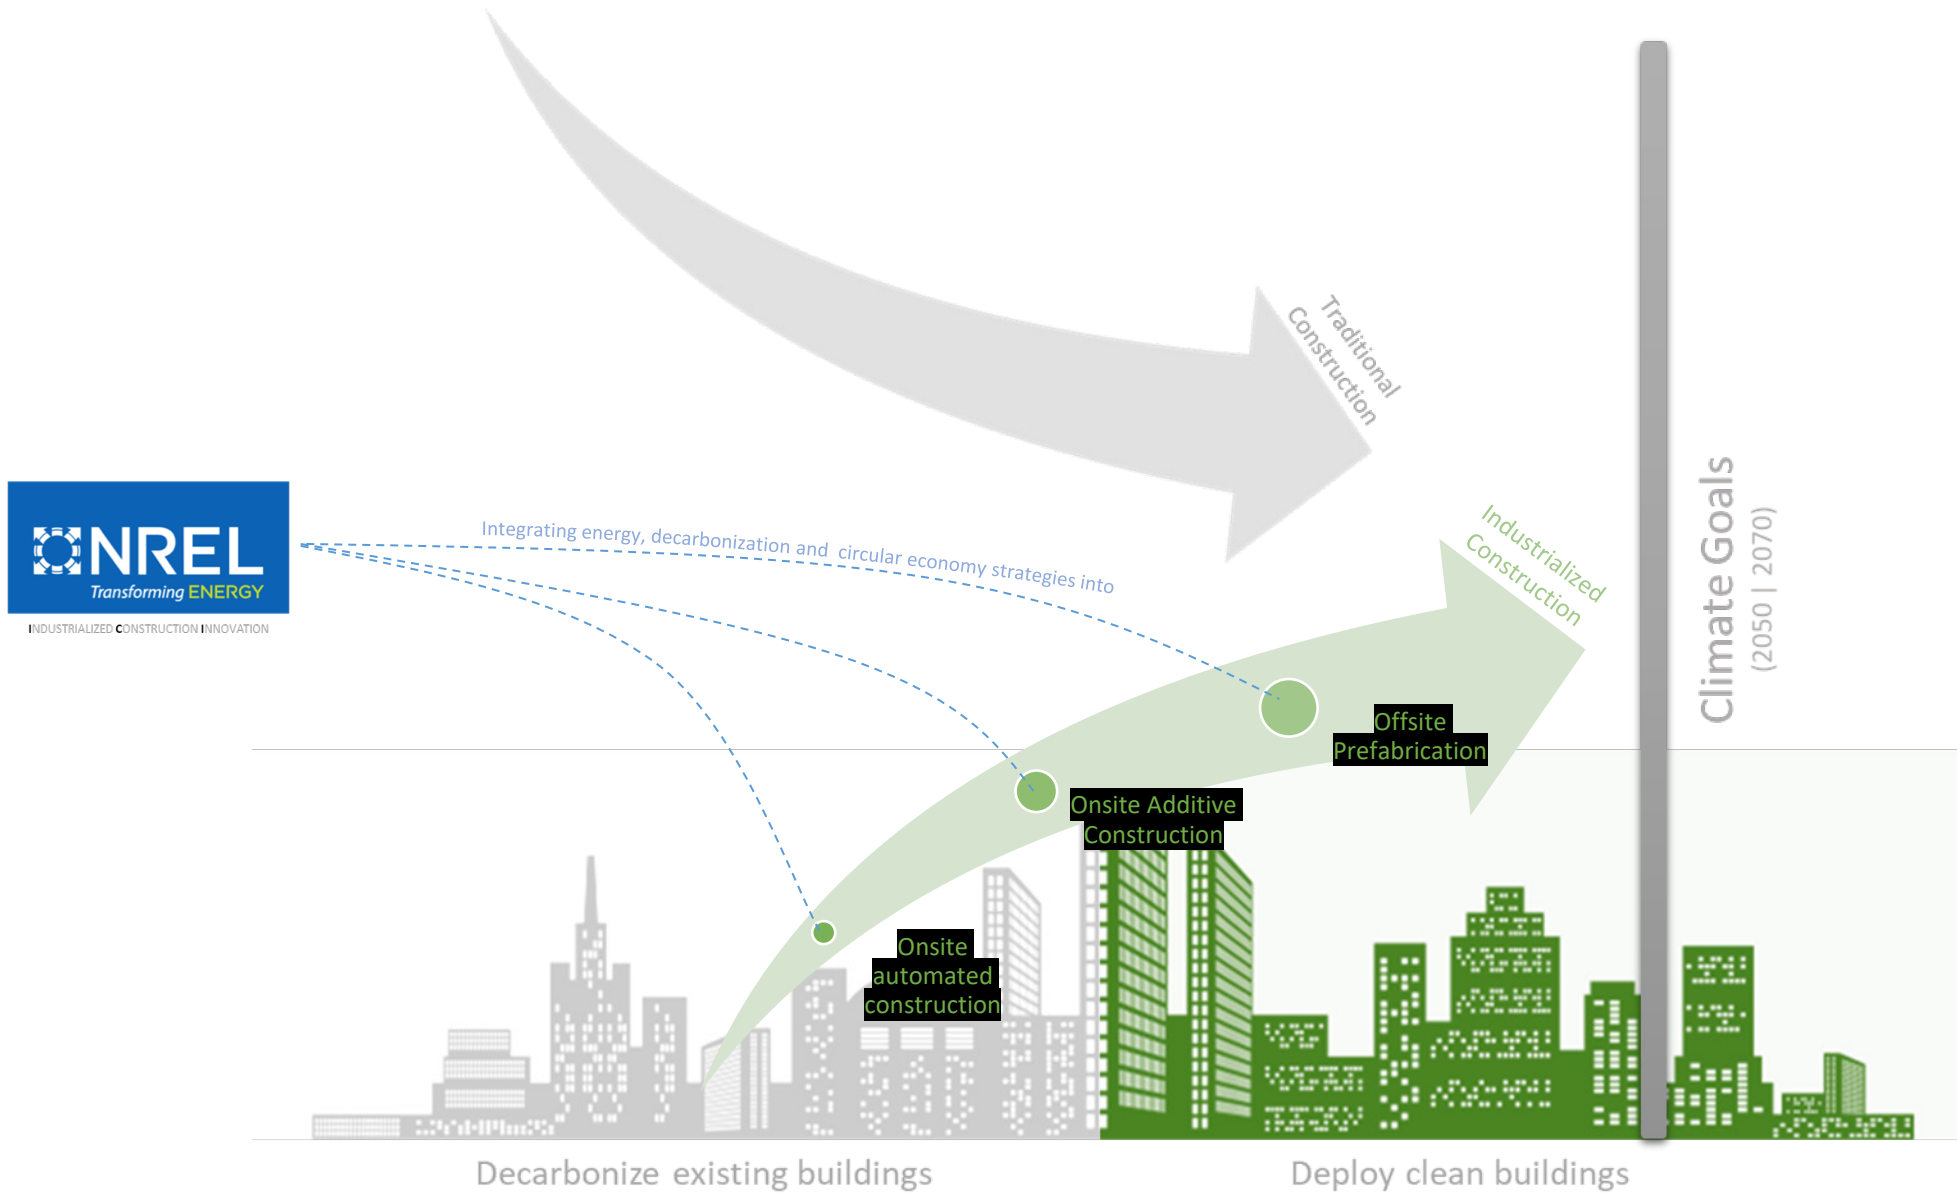 Traditional
Construction
NREL
Transforming ENERGY
INDUSTRIALIZED CONSTRUCTION INNOVATION
Integrating energy, decarbonization and circular economy strategies into
Industrialized
Construction
Climate Goals
(2050 | 2070)
Offsite
Prefabrication
Onsite Additive
Construction
Onsite
automated
construction
Decarbonize existing buildings
Deploy clean buildings